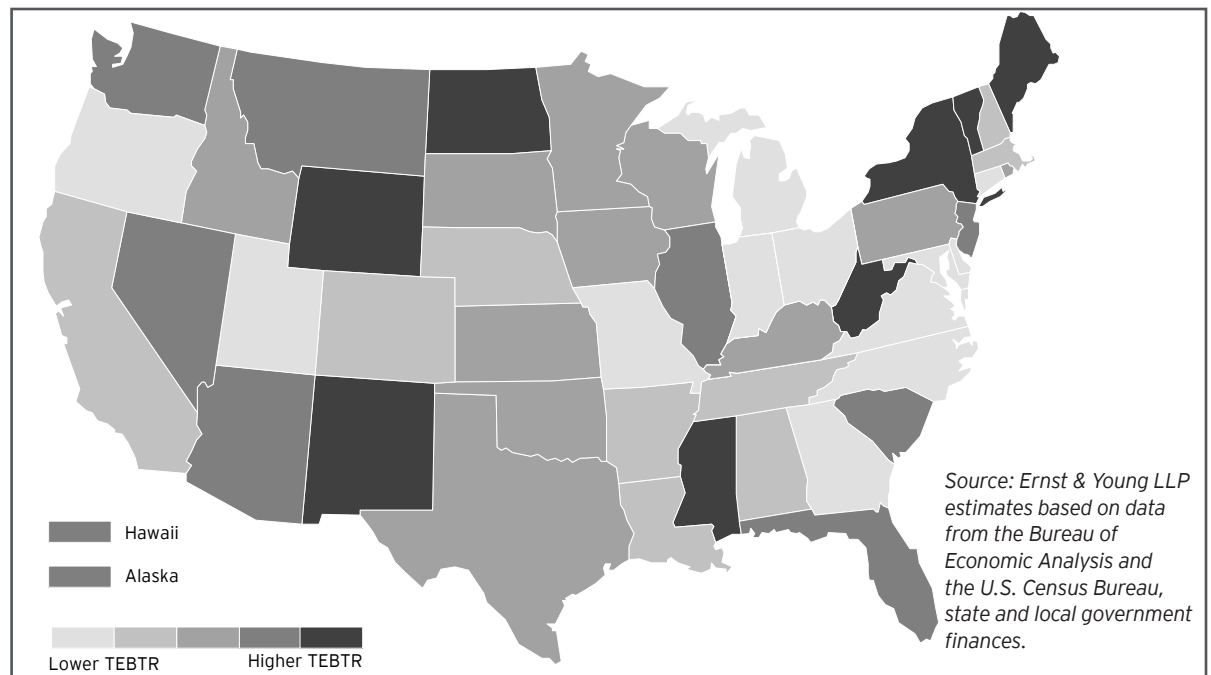 Source: Ernst & Young LLP
estimates based on data
from the Bureau of
Economic Analysis and
the U.S. Census Bureau,
state and local government
finances.
Hawaii
Alaska
Lower TEBTR
Higher TEBTR